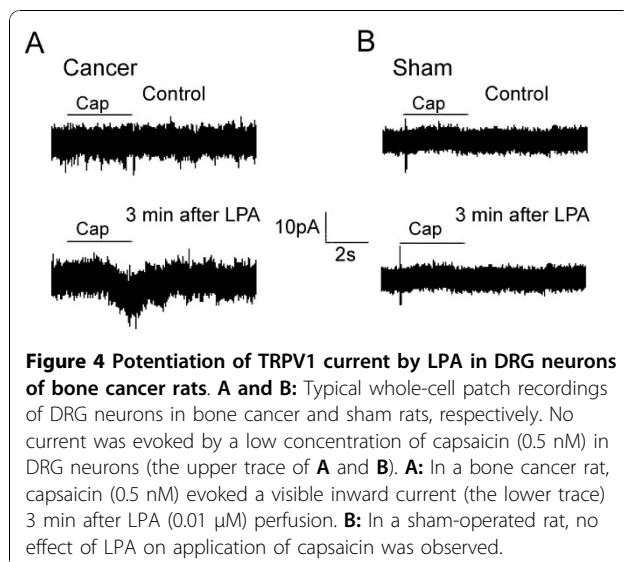 A
B
Cancer
Sham
Cap
Control
Cap
Control
3 min after LPA
Cap
10pA
2s
3 min after LPA
Cap
Figure 4 Potentiation of TRPV1 current by LPA in DRG neurons
of bone cancer rats. A and B: Typical whole-cell patch recordings
of DRG neurons in bone cancer and sham rats, respectively. No
current was evoked by a low concentration of capsaicin (0.5 nM) in
DRG neurons (the upper trace of A and B). A: In a bone cancer rat,
capsaicin (0.5 nM) evoked a visible inward current (the lower trace)
3 min after LPA (0.01 μM) perfusion. B: In a sham-operated rat, no
effect of LPA on application of capsaicin was observed.